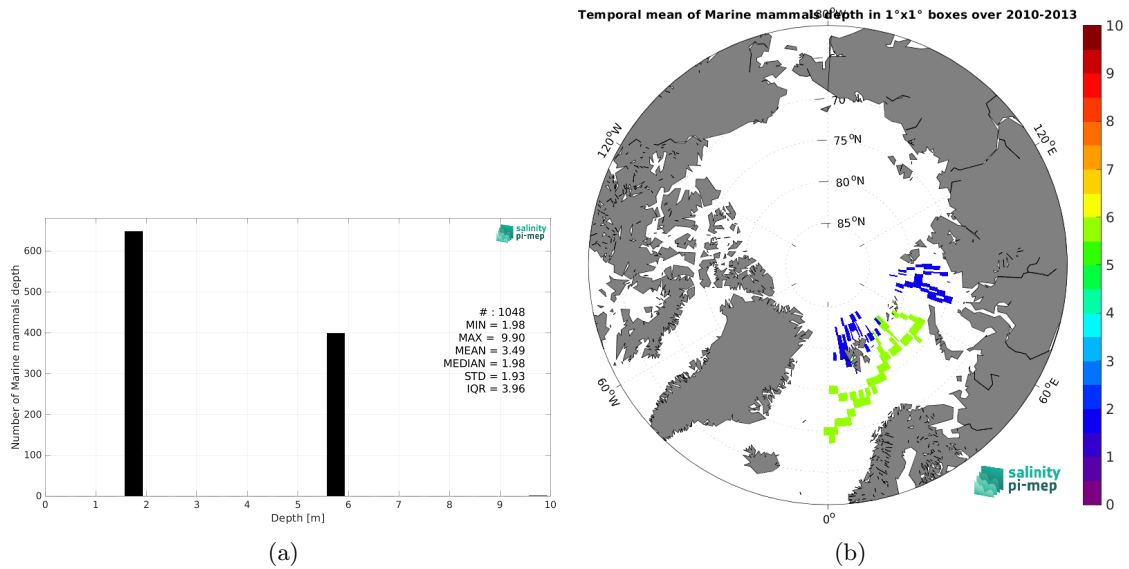 600
500
400
300
200
100
0
Number of Marine mammals depth
0 1 2 3 4 5 6 7 8 9 10
Depth [m]
salinity
pi-mep
# : 1048
MIN = 1.98
MAX = 9.90
MEAN = 3.49
MEDIAN = 1.98
STD = 1.93
IQR = 3.96
(a)
Temporal mean of Marine mammals depth in 1°x1° boxes over 2010-2013
180°W
120°W
120°E
60°W
60°E
0°
70
75°N
80°N
85°N
10
9
8
7
6
5
4
3
2
1
0
salinity
pi-mep
(b)